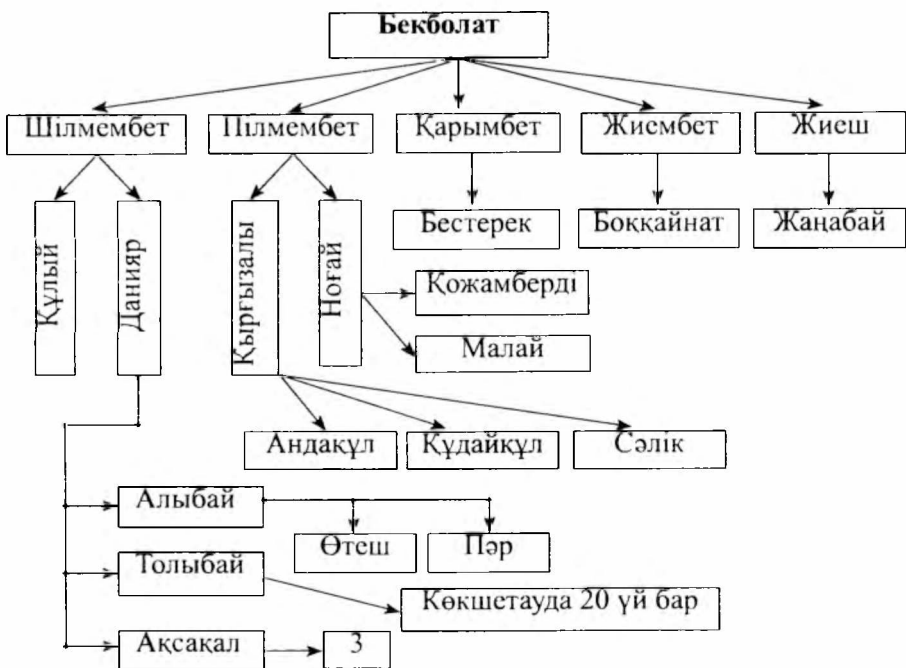 Бекболат
Шілмембет
Пілмембет
Қарымбет
Жиембет
Жиеш
Құлый
Данияр
Қырғызалы
Ноғай
Бестерек
Боққайнат
Жаңабай
Қожамберді
Малай
Андақұл
Құдайқұл
Сәлік
Алыбай
Өтеш
Пәр
Толыбай
Көкшетауда 20 үй бар
Ақсақал
3